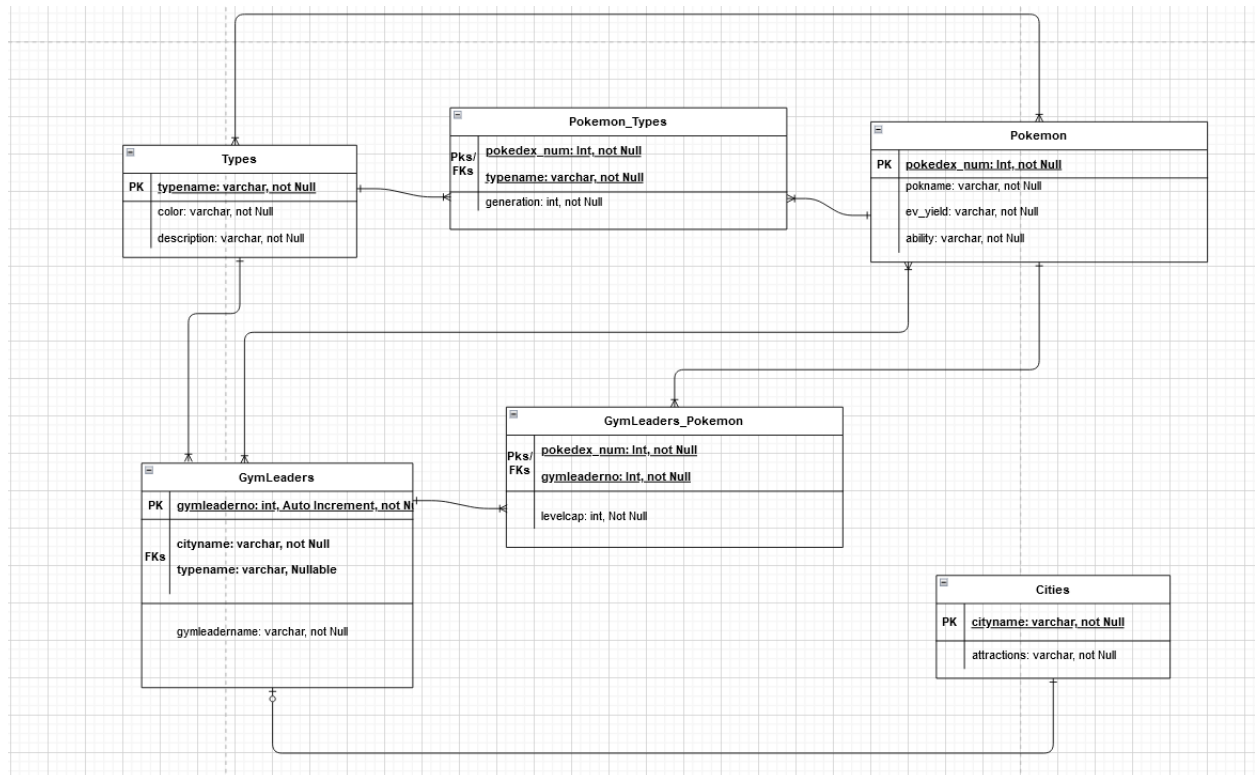 Pokemon_Types
Pks/
FKs
pokedex_num: Int, not Null
typename: varchar, not Null
generation: int, not Null
Pokemon
PK
pokedex_num: Int, not Null
pokname: varchar, not Null
ev_yield: varchar, not Null
ability: varchar, not Null
Types
PK
typename: varchar, not Null
color: varchar, not Null
description: varchar, not Null
GymLeaders_Pokemon
Pks/
FKs
pokedex_num: Int, not Null
gymleaderno: Int, not Null
levelcap: int, Not Null
GymLeaders
PK
gymleaderno: int, Auto Increment, not N
FKs
cityname: varchar, not Null
typename: varchar, Nullable
gymleadername: varchar, not Null
Cities
PK
cityname: varchar, not Null
attractions: varchar, not Null